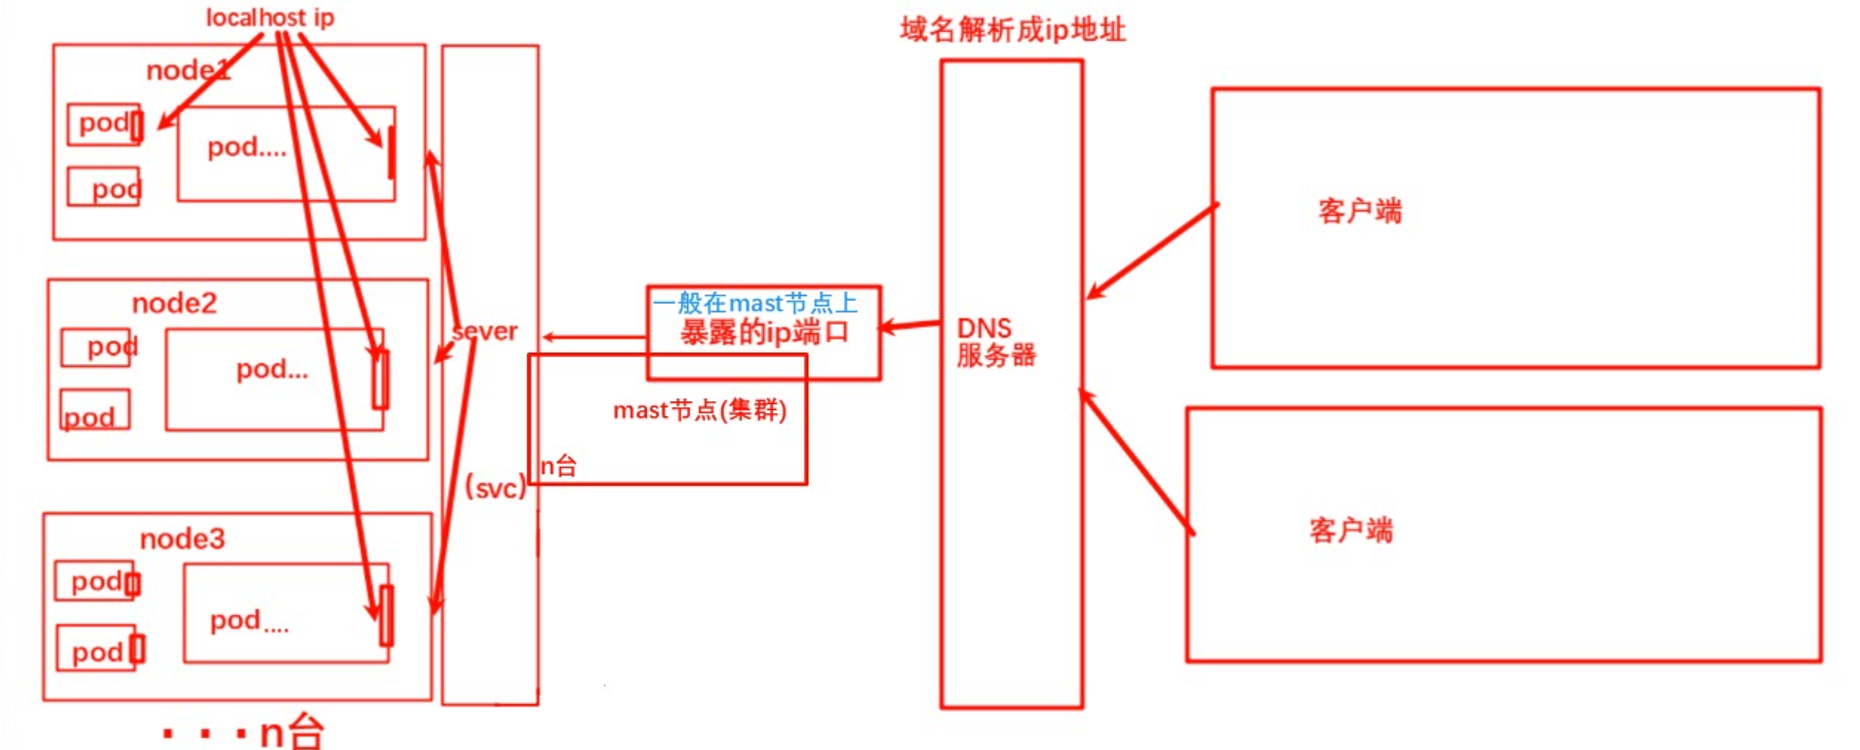 localhost ip
node1
pod
pod....
pod
node2
pod
pod...
pod
node3
pod
pod....
pod
···n台
sever
(svc)
一般在mast节点上
暴露的ip端口
mast节点(集群)
n台
域名解析成ip地址
DNS
服务器
客户端
客户端